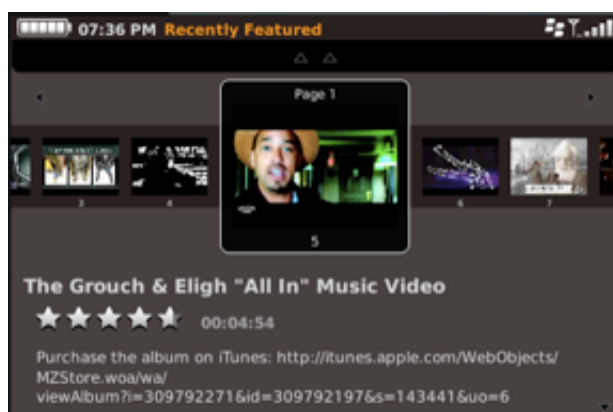 07:36 PM Recently Featured
Page 1
3
4
5
6
7
The Grouch & Eligh "All In" Music Video
00:04:54
Purchase the album on iTunes: http://itunes.apple.com/WebObjects/
MZStore.woa/wa/
viewAlbum?i=309792271&id=309792197&s=143441&uo=6